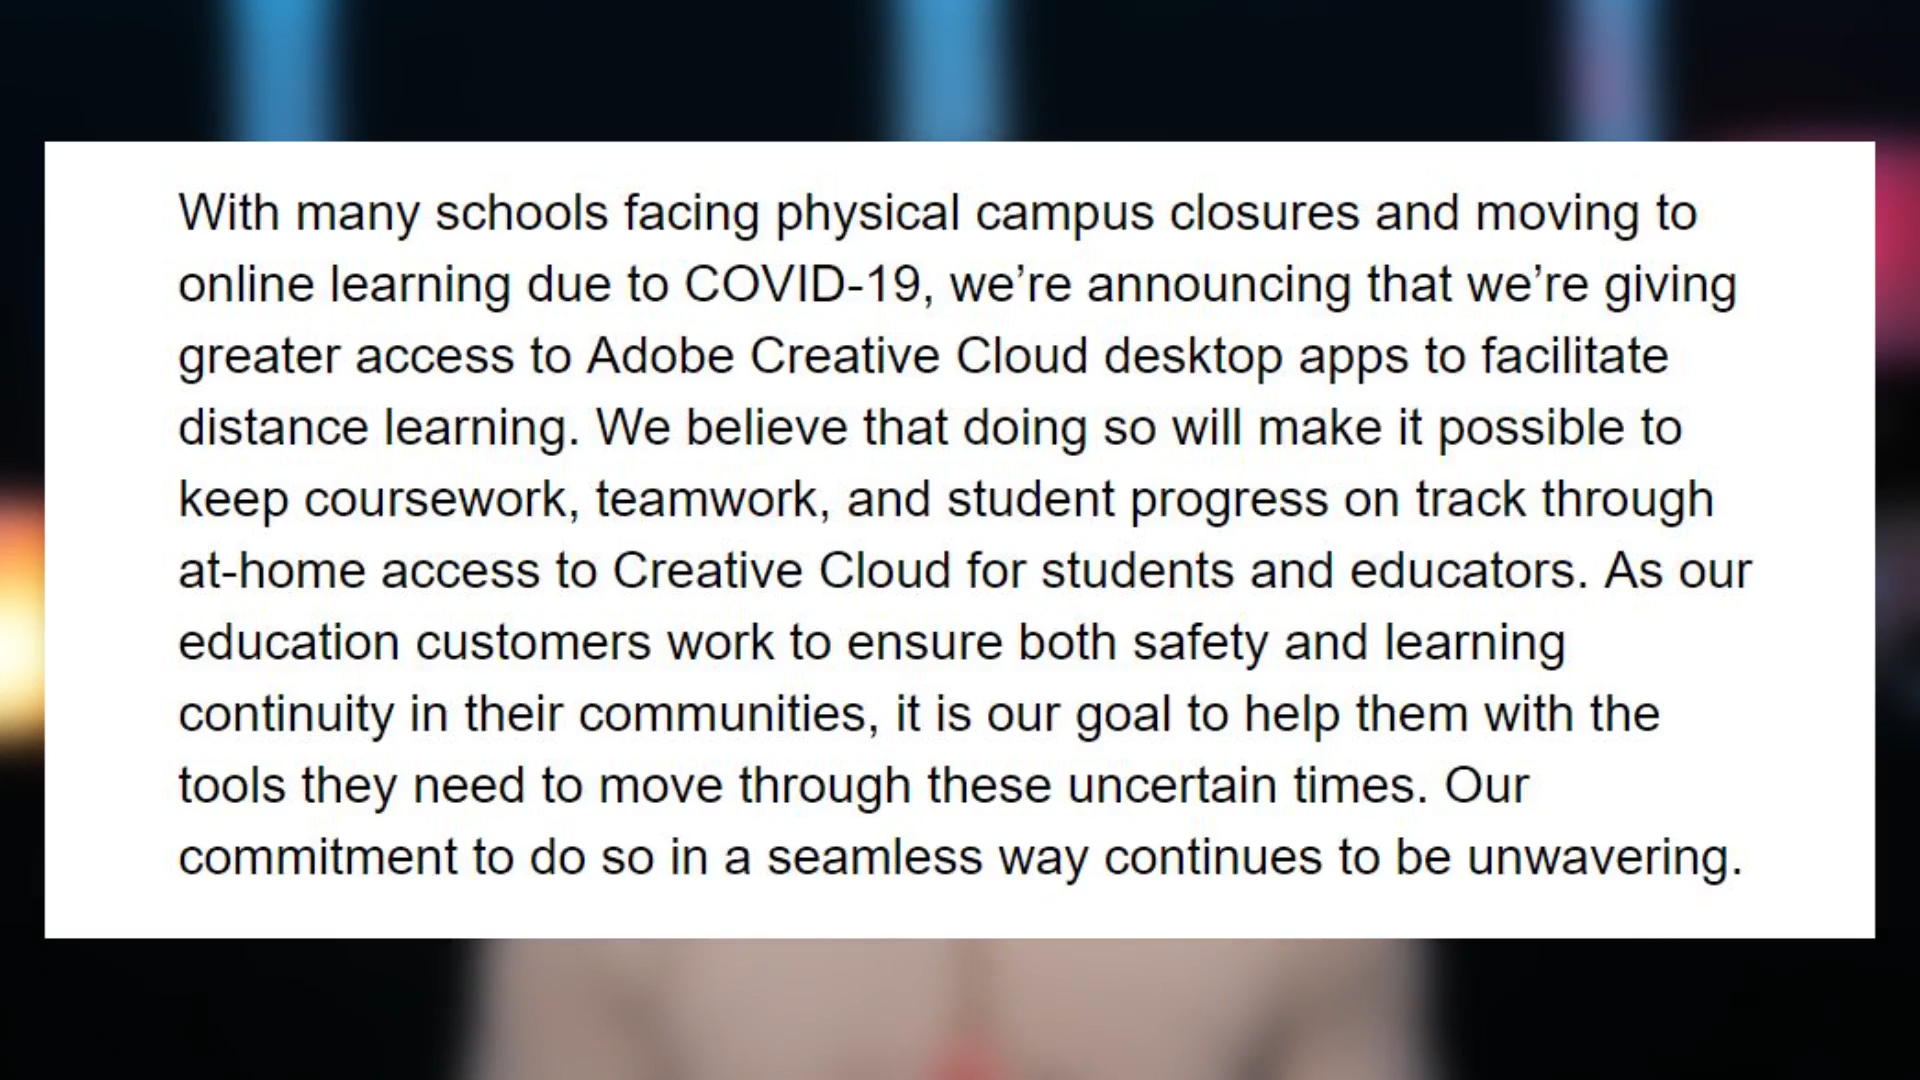 With many schools facing physical campus closures and moving to
online learning due to COVID-19, we’re announcing that we’re giving
greater access to Adobe Creative Cloud desktop apps to facilitate
distance learning. We believe that doing so will make it possible to
keep coursework, teamwork, and student progress on track through
at-home access to Creative Cloud for students and educators. As our
education customers work to ensure both safety and learning
continuity in their communities, it is our goal to help them with the
tools they need to move through these uncertain times. Our
commitment to do so in a seamless way continues to be unwavering.